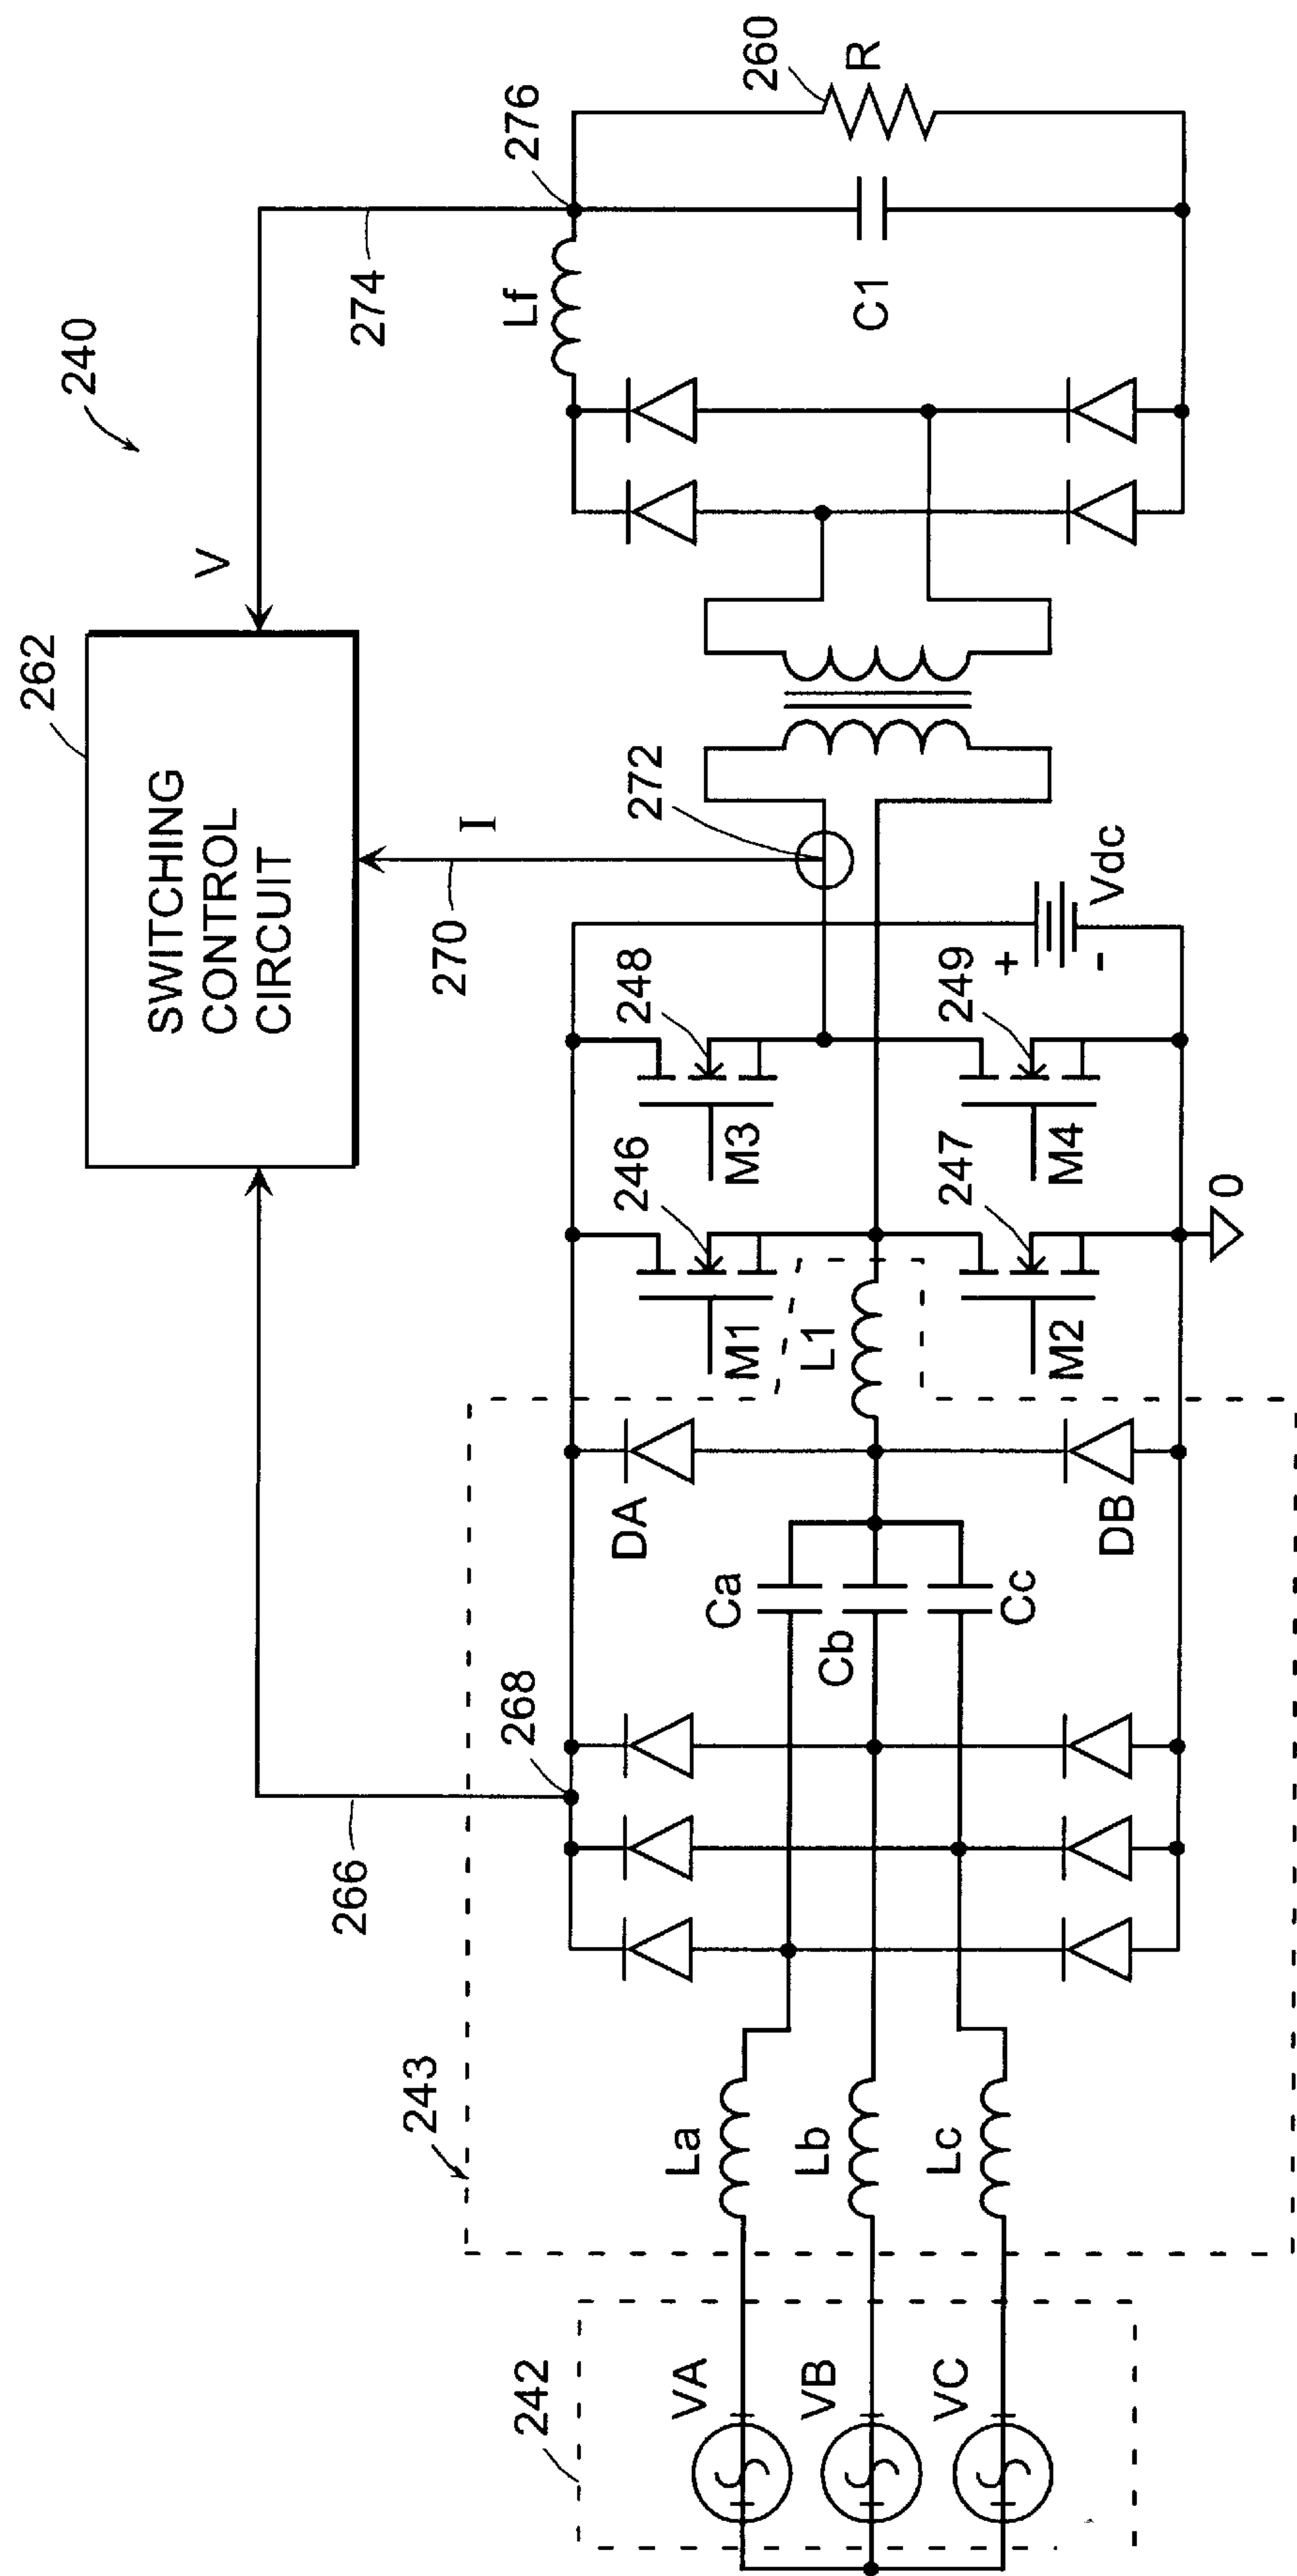 240
262
SWITCHING
CONTROL
CIRCUIT
V
274
276
260
R
Lf
C1
I
270
272
266
268
248
249
246
247
M3
M4
M1
M2
+
-
Vdc
0
L1
DA
DB
Ca
Cb
Cc
243
La
Lb
Lc
242
VA
VB
VC